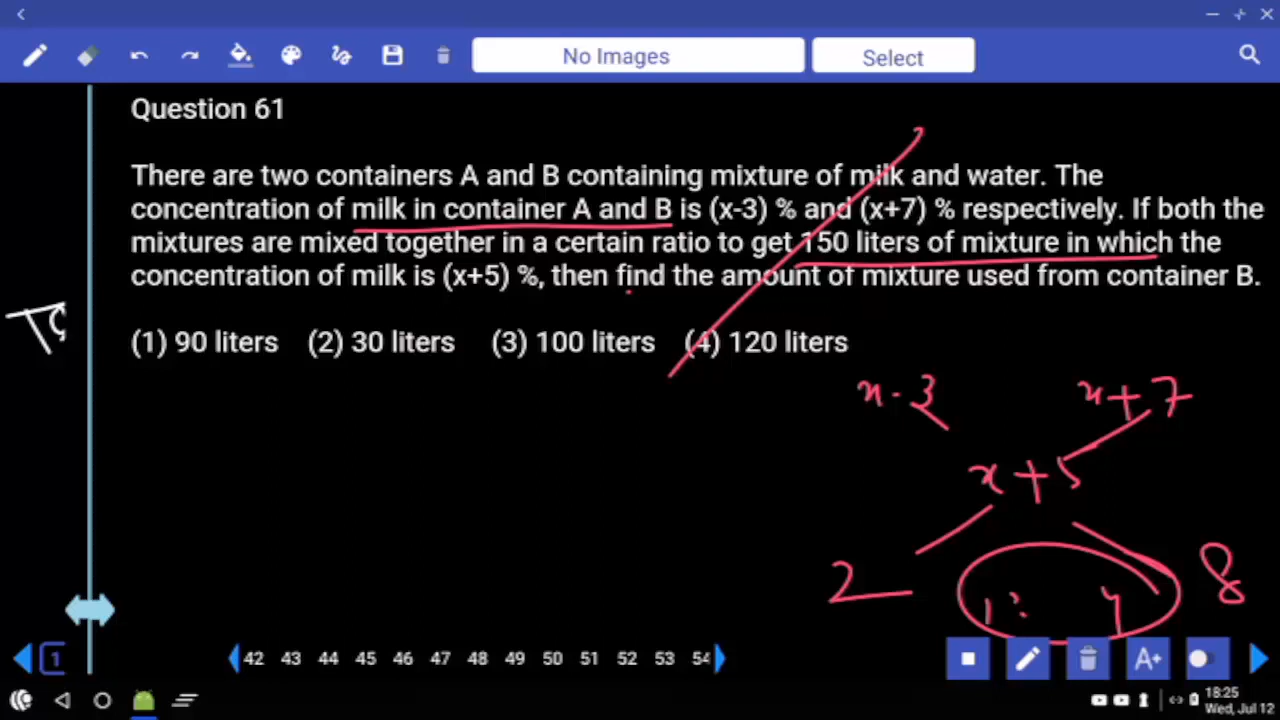 No Images
Select
Question 61
There are two containers A and B containing mixture of milk and water. The
concentration of milk in container A and B is (x-3) % and (x+7) % respectively. If both the
mixtures are mixed together in a certain ratio to get 150 liters of mixture in which the
concentration of milk is (x+5) %, then find the amount of mixture used from container B.
(1) 90 liters (2) 30 liters (3) 100 liters (4) 120 liters
x-3 x+7
x+5
2 1: 4 8
1 42 43 44 45 46 47 48 49 50 51 52 53 54
A+
18:25
Wed, Jul 12